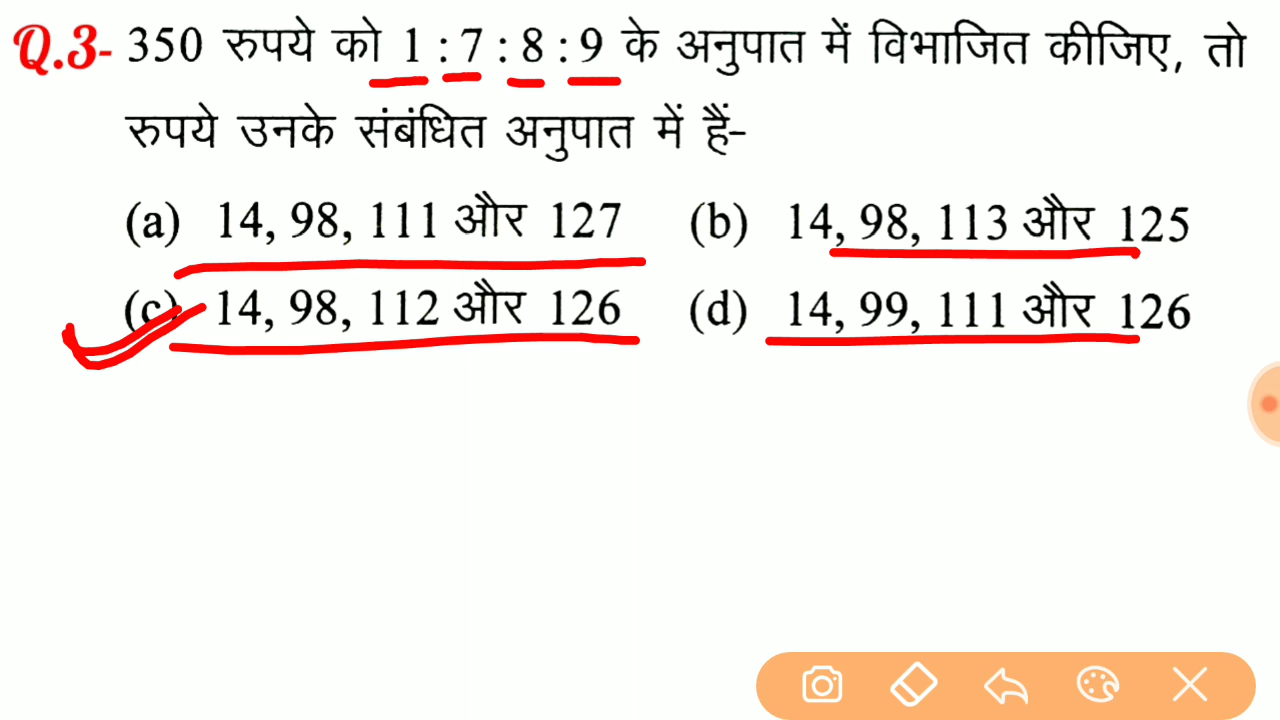 Q.3- 350 रुपये को 1 : 7 : 8 : 9 के अनुपात में विभाजित कीजिए, तो
रुपये उनके संबंधित अनुपात में हैं-
(a) 14, 98, 111 और 127 (b) 14, 98, 113 और 125
(c) 14, 98, 112 और 126 (d) 14, 99, 111 और 126